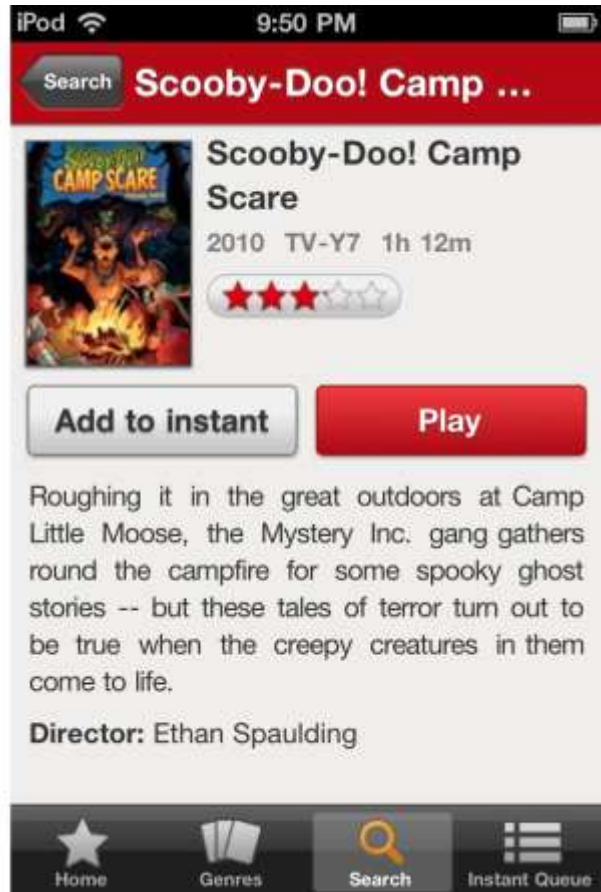 iPod 9:50 PM
Search Scooby-Doo! Camp ...
SCOOBY-DOO!
CAMP SCARE
Scooby-Doo! Camp
Scare
2010 TV-Y7 1h 12m
Add to instant Play
Roughing it in the great outdoors at Camp
Little Moose, the Mystery Inc. gang gathers
round the campfire for some spooky ghost
stories -- but these tales of terror turn out to
be true when the creepy creatures in them
come to life.
Director: Ethan Spaulding
Home Genres Search Instant Queue